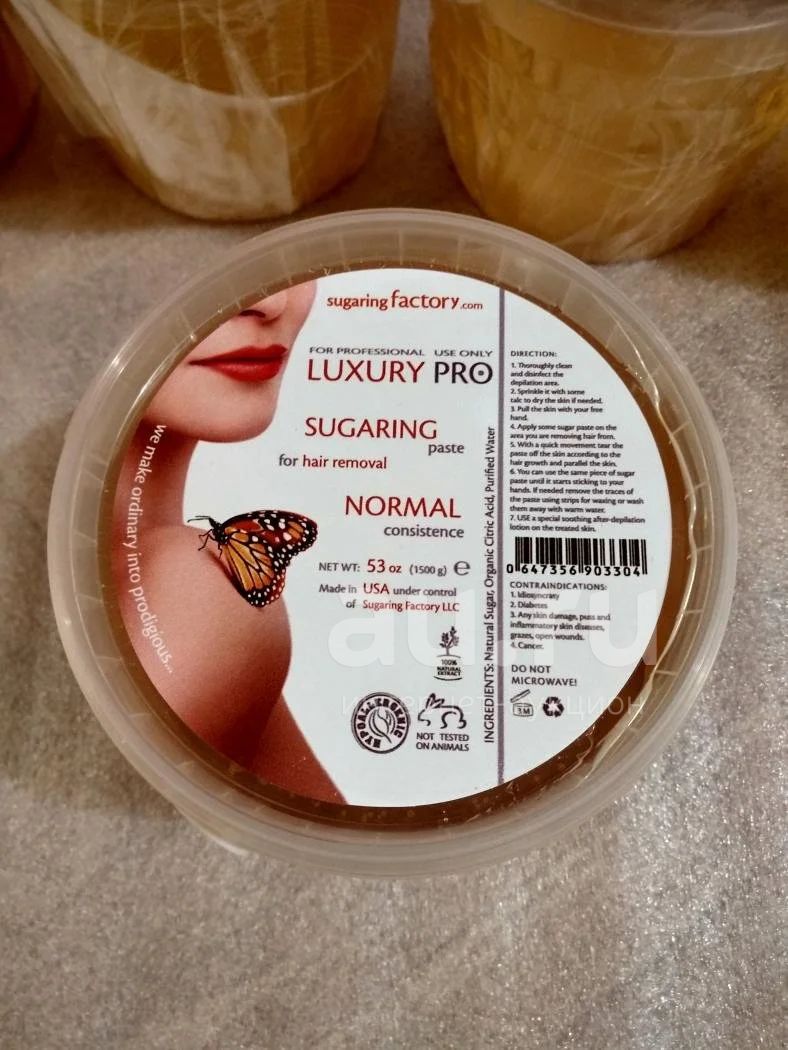 sugaring factory.com
FOR PROFESSIONAL USE ONLY
LUXURY PRO
SUGARING
paste
for hair removal
NORMAL
consistence
NET WT: 53 oz (1500 g) e
Made in USA under control
of Sugaring Factory LLC
100%
NATURAL
EXTRACT
HYPOALLERGENIC
NOT TESTED
ON ANIMALS
we make ordinary into prodigious...
INGREDIENTS: Natural Sugar, Organic Citric Acid, Purified Water
DIRECTION:
1. Thoroughly clean
and disinfect the
depilation area.
2. Sprinkle it with some
talc to dry the skin if needed.
3. Pull the skin with your free
hand.
4. Apply some sugar paste on the
area you are removing hair from.
5. With a quick movement tear the
paste off the skin according to the
hair growth and parallel the skin.
6. You can use the same piece of sugar
paste until it starts sticking to your
hands. If needed remove the traces of
the paste using strips for waxing or wash
them away with warm water.
7. USE a special soothing after-depilation
lotion on the treated skin.
0 647356 903304
CONTRAINDICATIONS:
1. Idiosyncrasy
2. Diabetes
3. Any skin damage, puss and
inflammatory skin diseases,
grazes, open wounds.
4. Cancer.
DO NOT
MICROWAVE!
3M
au.ru